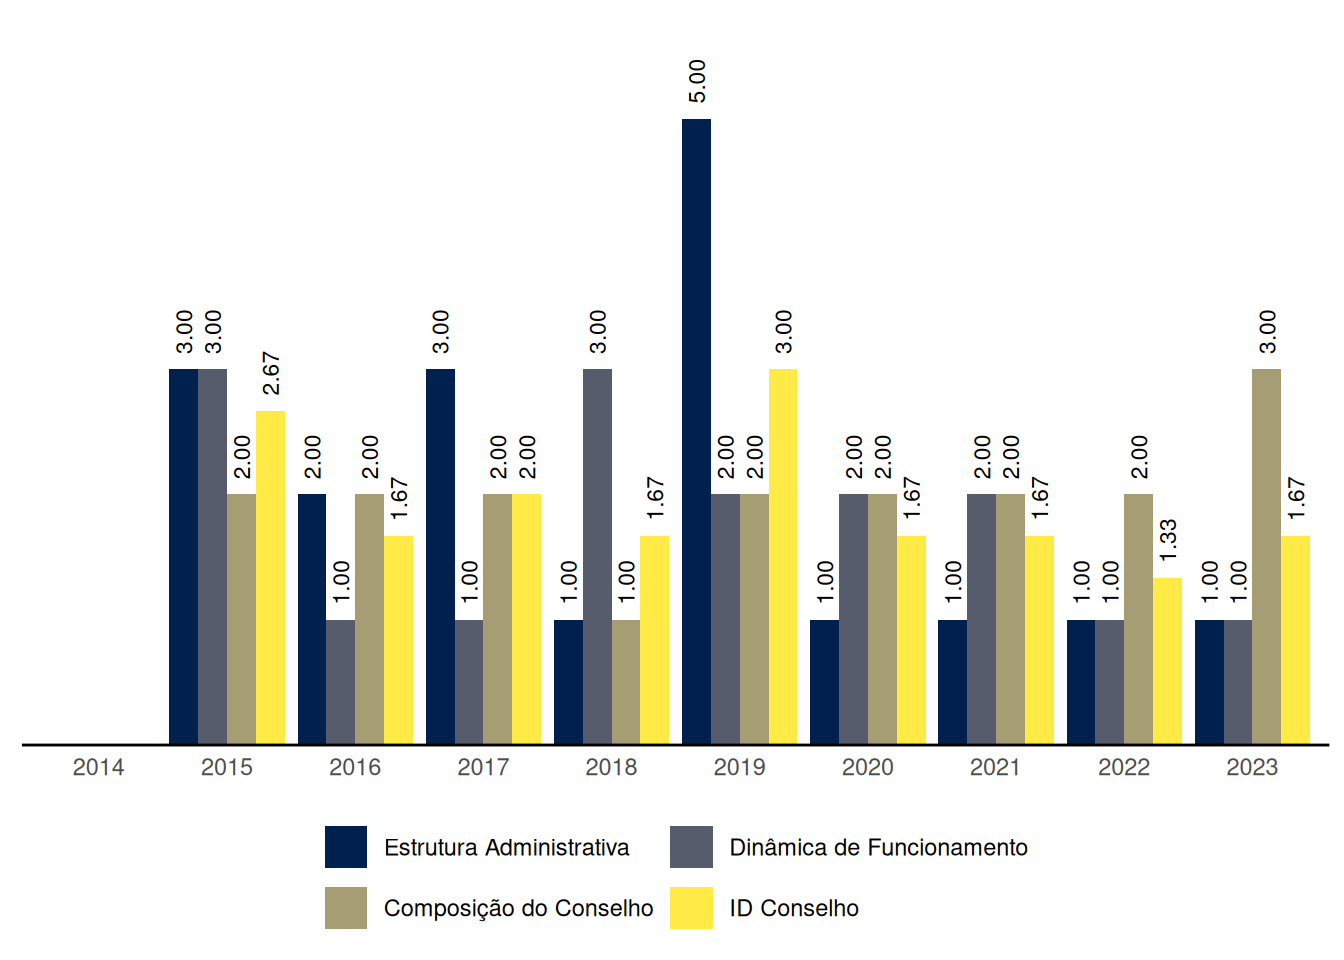 5.00
3.00 3.00 2.00 2.67
2.00 1.00 2.00 1.67
3.00 1.00 2.00 2.00
1.00 3.00 1.00 1.67
2.00 2.00 3.00
1.00 2.00 2.00 1.67
1.00 2.00 2.00 1.67
1.00 1.00 2.00 1.33
1.00 1.00 3.00 1.67
2014 2015 2016 2017 2018 2019 2020 2021 2022 2023
Estrutura Administrativa Dinâmica de Funcionamento
Composição do Conselho ID Conselho